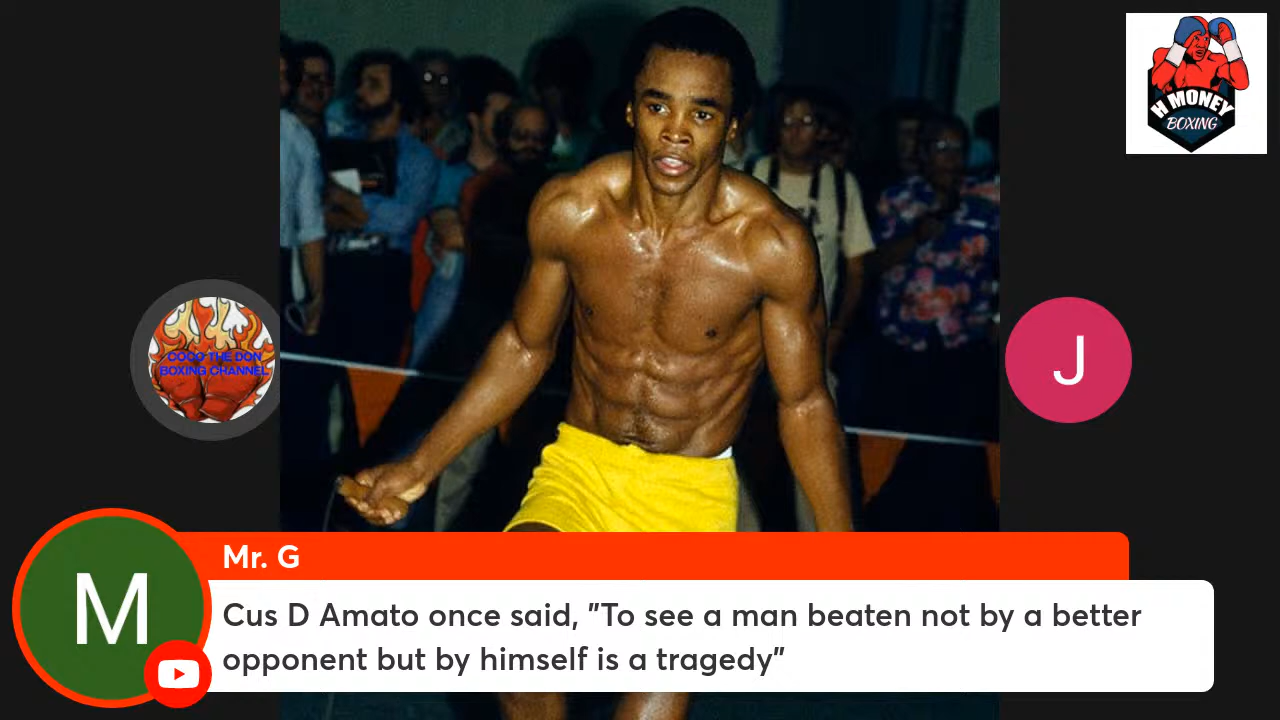 H MONEY
BOXING
COCO THE DON
BOXING CHANNEL
J
M
Mr. G
Cus D Amato once said, "To see a man beaten not by a better
opponent but by himself is a tragedy"